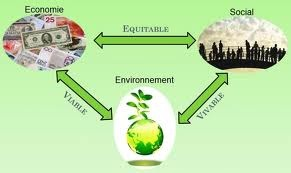 Economie
Social
EQUITABLE
Environnement
VIABLE
VIVABLE